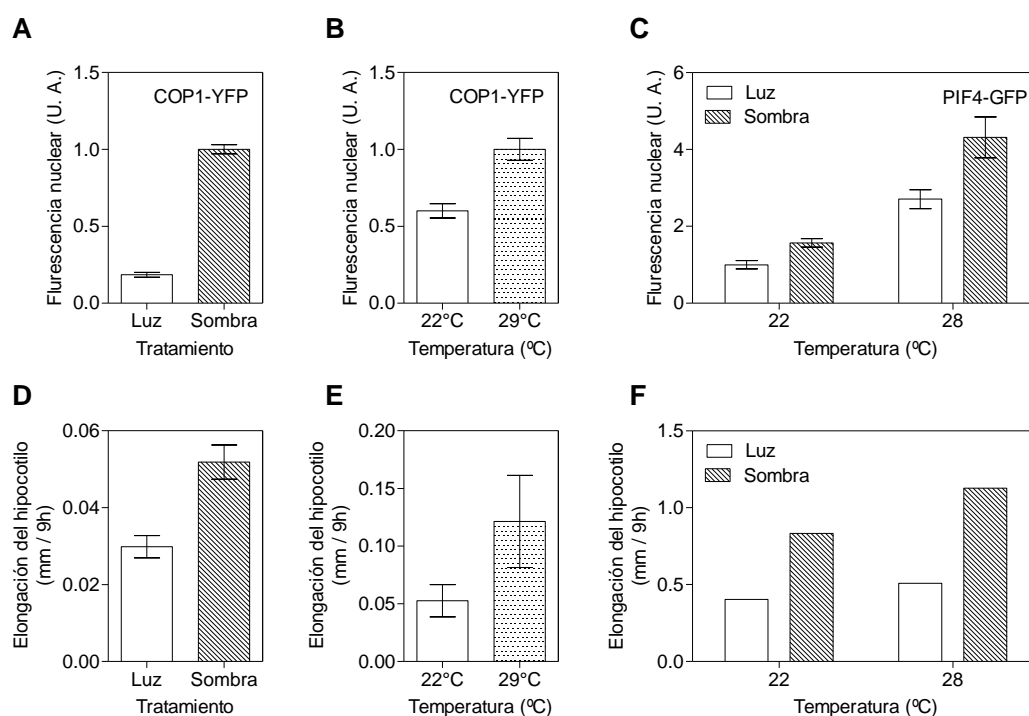 A
Flurescencia nuclear (U. A.)
1.5
1.0
0.5
0.0
COP1-YFP
Luz Sombra
Tratamiento
B
Flurescencia nuclear (U. A.)
1.5
1.0
0.5
0.0
COP1-YFP
22°C 29°C
Temperatura (ºC)
C
Flurescencia nuclear (U. A.)
6
4
2
0
Luz
Sombra
PIF4-GFP
22 28
Temperatura (ºC)
D
Elongación del hipocotilo
(mm / 9h)
0.06
0.04
0.02
0.00
Luz Sombra
Tratamiento
E
Elongación del hipocotilo
(mm / 9h)
0.20
0.15
0.10
0.05
0.00
22°C 29°C
Temperatura (ºC)
F
Elongación del hipocotilo
(mm / 9h)
1.5
1.0
0.5
0.0
Luz
Sombra
22 28
Temperatura (ºC)